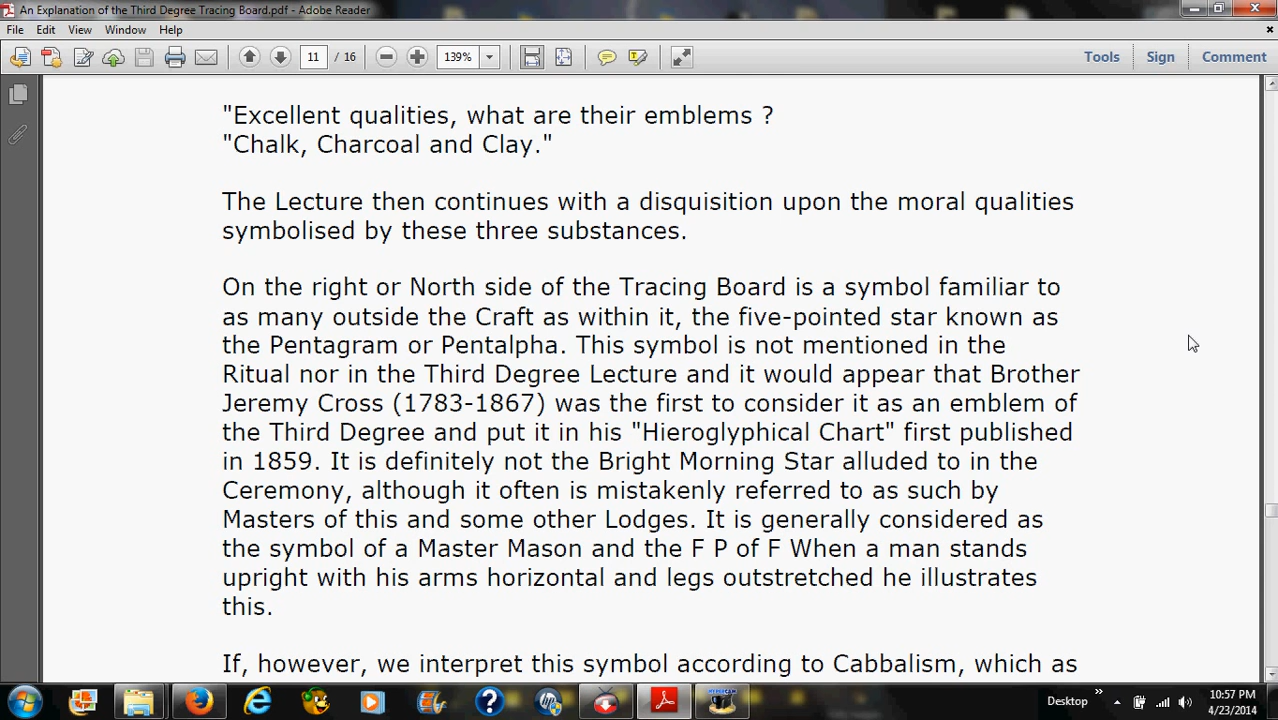 An Explanation of the Third Degree Tracing Board.pdf - Adobe Reader
File Edit View Window Help
11 / 16 139% Tools Sign Comment
"Excellent qualities, what are their emblems ?
"Chalk, Charcoal and Clay."
The Lecture then continues with a disquisition upon the moral qualities
symbolised by these three substances.
On the right or North side of the Tracing Board is a symbol familiar to
as many outside the Craft as within it, the five-pointed star known as
the Pentagram or Pentalpha. This symbol is not mentioned in the
Ritual nor in the Third Degree Lecture and it would appear that Brother
Jeremy Cross (1783-1867) was the first to consider it as an emblem of
the Third Degree and put it in his "Hieroglyphical Chart" first published
in 1859. It is definitely not the Bright Morning Star alluded to in the
Ceremony, although it often is mistakenly referred to as such by
Masters of this and some other Lodges. It is generally considered as
the symbol of a Master Mason and the F P of F When a man stands
upright with his arms horizontal and legs outstretched he illustrates
this.
If, however, we interpret this symbol according to Cabbalism, which as
Desktop 10:57 PM
4/23/2014